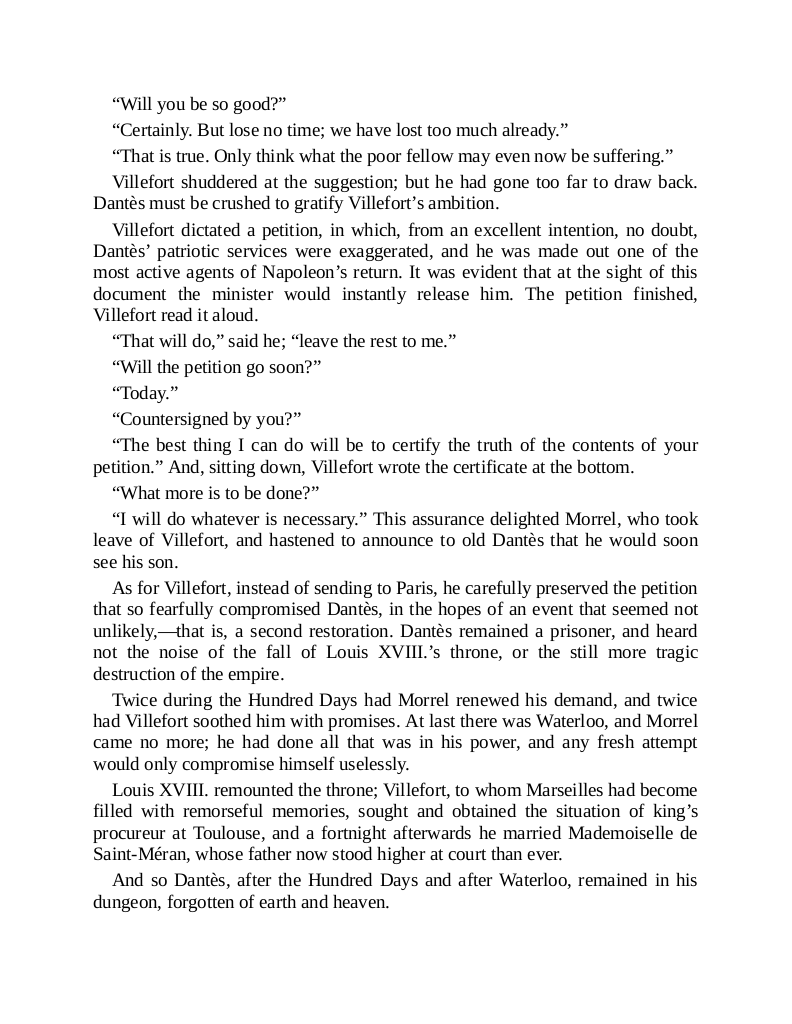 “Will you be so good?”
“Certainly. But lose no time; we have lost too much already.”
“That is true. Only think what the poor fellow may even now be suffering.”
Villefort shuddered at the suggestion; but he had gone too far to draw back.
Dantès must be crushed to gratify Villefort’s ambition.
Villefort dictated a petition, in which, from an excellent intention, no doubt,
Dantès’ patriotic services were exaggerated, and he was made out one of the
most active agents of Napoleon’s return. It was evident that at the sight of this
document the minister would instantly release him. The petition finished,
Villefort read it aloud.
“That will do,” said he; “leave the rest to me.”
“Will the petition go soon?”
“Today.”
“Countersigned by you?”
“The best thing I can do will be to certify the truth of the contents of your
petition.” And, sitting down, Villefort wrote the certificate at the bottom.
“What more is to be done?”
“I will do whatever is necessary.” This assurance delighted Morrel, who took
leave of Villefort, and hastened to announce to old Dantès that he would soon
see his son.
As for Villefort, instead of sending to Paris, he carefully preserved the petition
that so fearfully compromised Dantès, in the hopes of an event that seemed not
unlikely,—that is, a second restoration. Dantès remained a prisoner, and heard
not the noise of the fall of Louis XVIII.’s throne, or the still more tragic
destruction of the empire.
Twice during the Hundred Days had Morrel renewed his demand, and twice
had Villefort soothed him with promises. At last there was Waterloo, and Morrel
came no more; he had done all that was in his power, and any fresh attempt
would only compromise himself uselessly.
Louis XVIII. remounted the throne; Villefort, to whom Marseilles had become
filled with remorseful memories, sought and obtained the situation of king’s
procureur at Toulouse, and a fortnight afterwards he married Mademoiselle de
Saint-Méran, whose father now stood higher at court than ever.
And so Dantès, after the Hundred Days and after Waterloo, remained in his
dungeon, forgotten of earth and heaven.